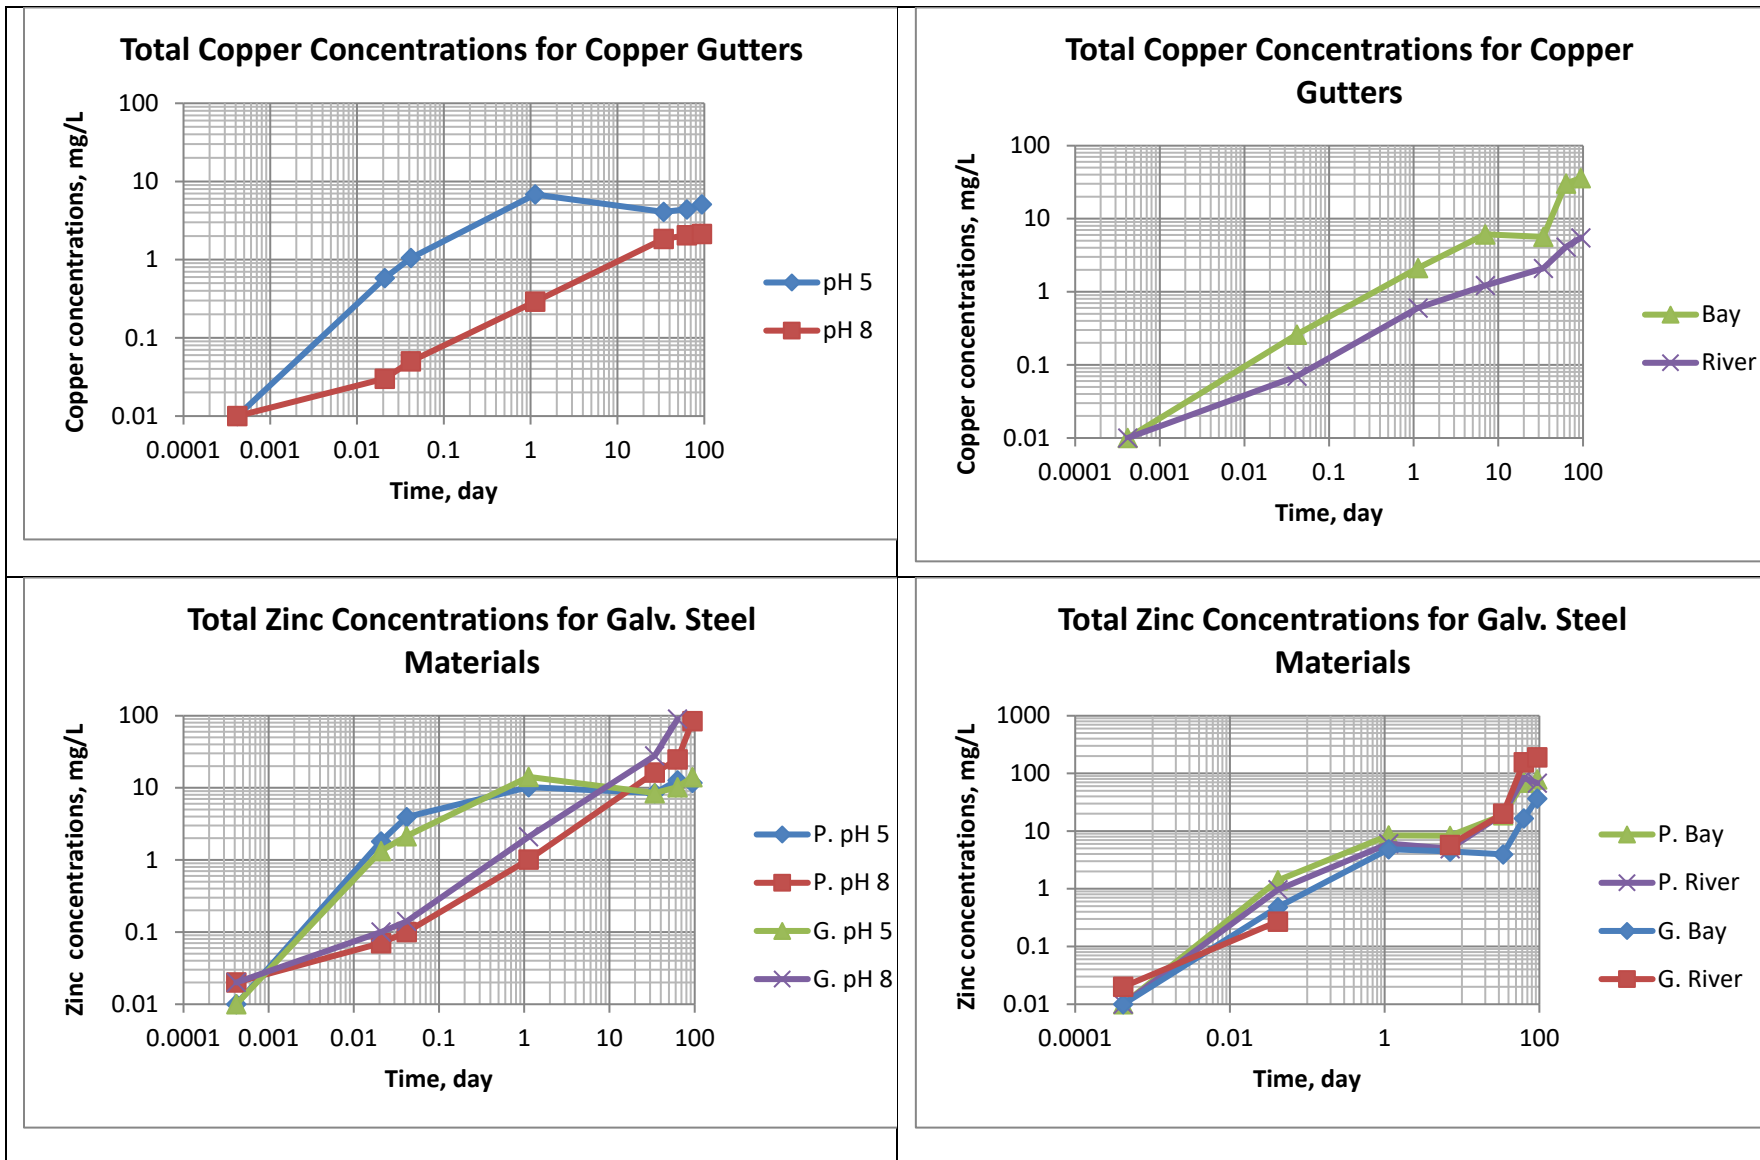 Total Copper Concentrations for Copper Gutters
Copper concentrations, mg/L
100
10
1
0.1
0.01
0.0001 0.001 0.01 0.1 1 10 100
Time, day
pH 5
pH 8
Total Copper Concentrations for Copper
Gutters
Copper concentrations, mg/L
100
10
1
0.1
0.01
0.0001 0.001 0.01 0.1 1 10 100
Time, day
Bay
River
Total Zinc Concentrations for Galv. Steel
Materials
Zinc concentrations, mg/L
100
10
1
0.1
0.01
0.0001 0.001 0.01 0.1 1 10 100
Time, day
P. pH 5
P. pH 8
G. pH 5
G. pH 8
Total Zinc Concentrations for Galv. Steel
Materials
Zinc concentrations, mg/L
1000
100
10
1
0.1
0.01
0.0001 0.01 1 100
Time, day
P. Bay
P. River
G. Bay
G. River